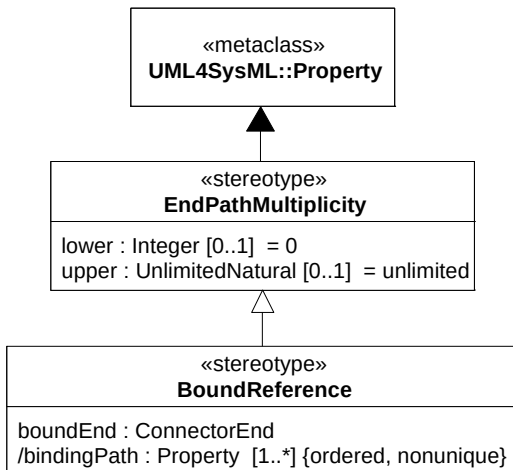 «metaclass»
UML4SysML::Property
«stereotype»
EndPathMultiplicity
lower : Integer [0..1]  = 0
upper : UnlimitedNatural [0..1]  = unlimited
«stereotype»
BoundReference
boundEnd : ConnectorEnd
/bindingPath : Property  [1..*] {ordered, nonunique}